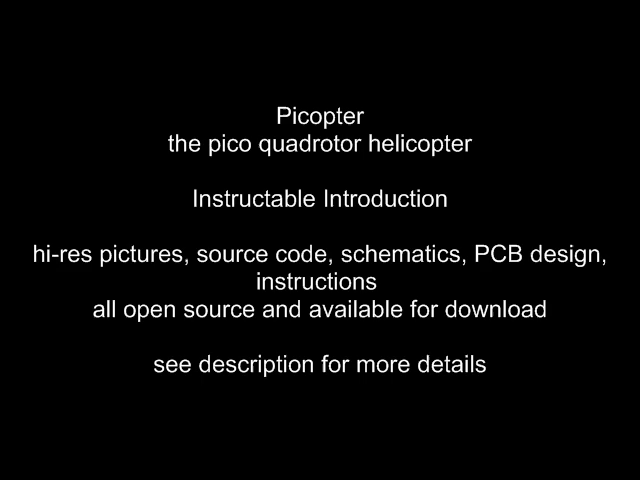 Picopter
the pico quadrotor helicopter
Instructable Introduction
hi-res pictures, source code, schematics, PCB design,
instructions
all open source and available for download
see description for more details